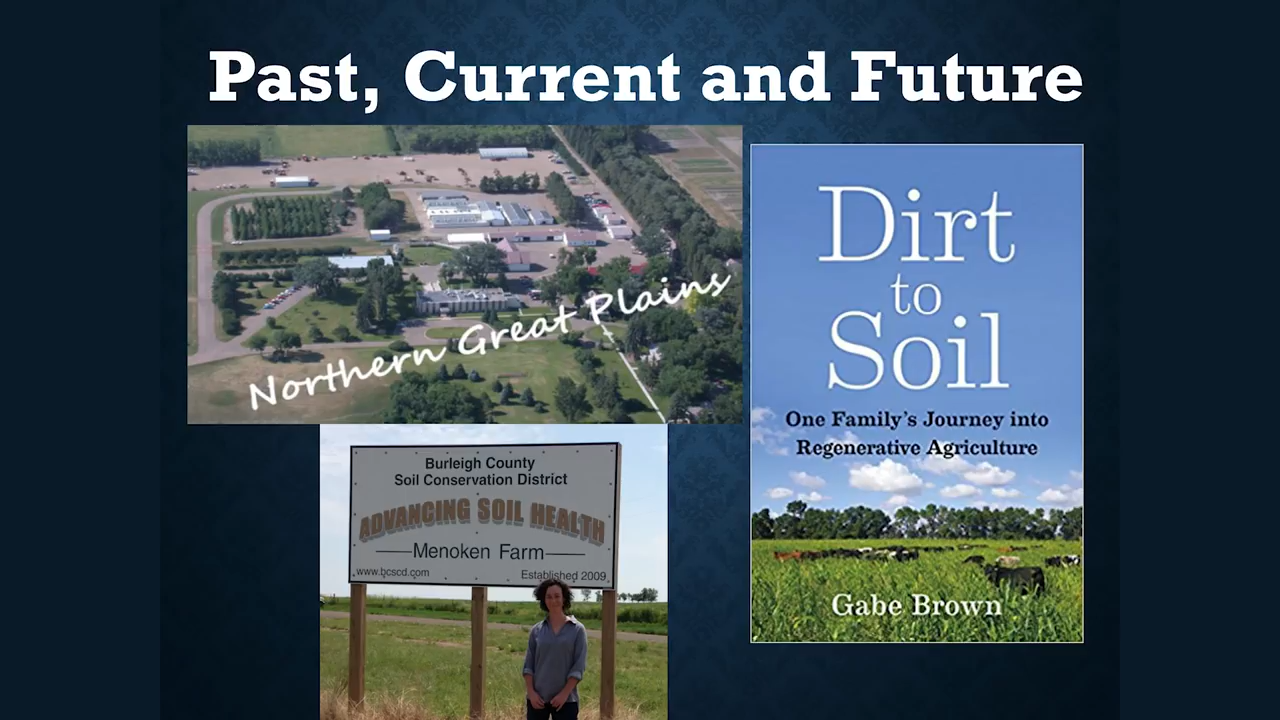 Past, Current and Future
Northern Great Plains
Burleigh County
Soil Conservation District
ADVANCING SOIL HEALTH
Menoken Farm
www.bcscd.com
Established 2009
Dirt
to
Soil
One Family's Journey into
Regenerative Agriculture
Gabe Brown